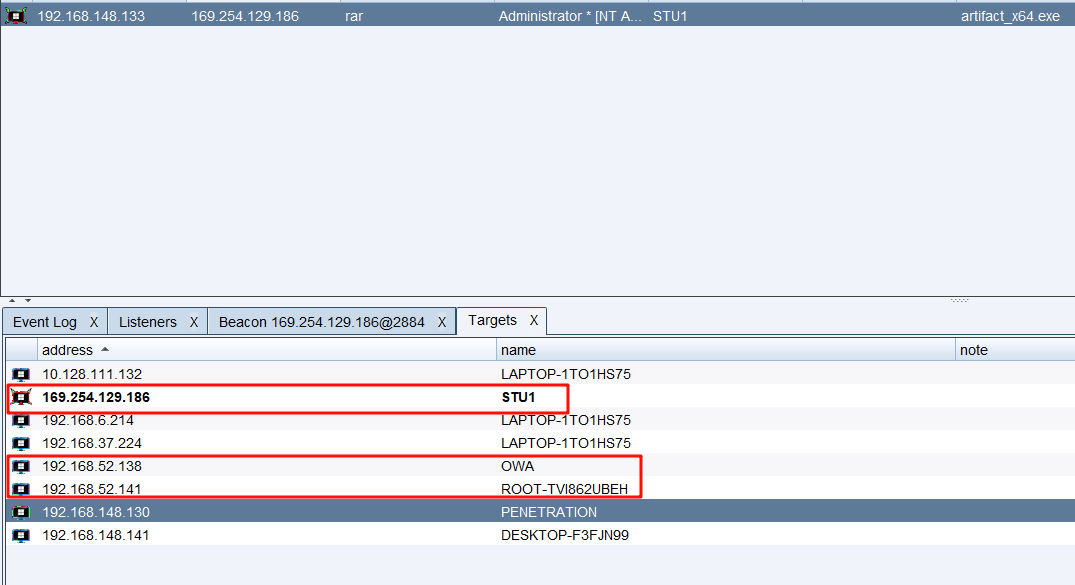 192.168.148.133 169.254.129.186 rar Administrator * [NT A... STU1 artifact_x64.exe
Event Log X Listeners X Beacon 169.254.129.186@2884 X Targets X
address name note
10.128.111.132 LAPTOP-1TO1HS75
169.254.129.186 STU1
192.168.6.214 LAPTOP-1TO1HS75
192.168.37.224 LAPTOP-1TO1HS75
192.168.52.138 OWA
192.168.52.141 ROOT-TVI862UBEH
192.168.148.130 PENETRATION
192.168.148.141 DESKTOP-F3FJN99